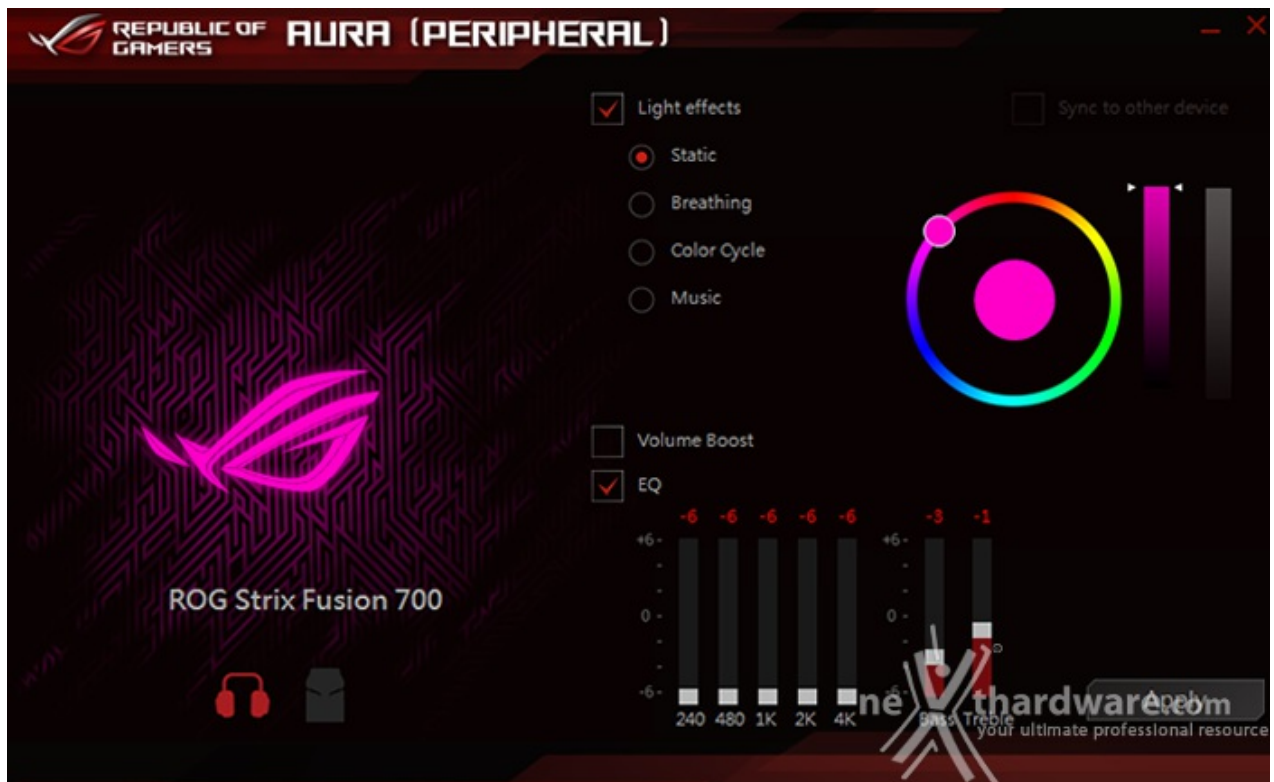 REPUBLIC OF
GAMERS
AURA (PERIPHERAL)
Light effects
Sync to other device
Static
Breathing
Color Cycle
Music
Volume Boost
EQ
-6 -6 -6 -6 -6 -3 -1
+6 - +6 -
0 - 0 -
-6 - -6 -
240 480 1K 2K 4K Bass Treble
ROG Strix Fusion 700
Apply
nexthardware.com
your ultimate professional resource